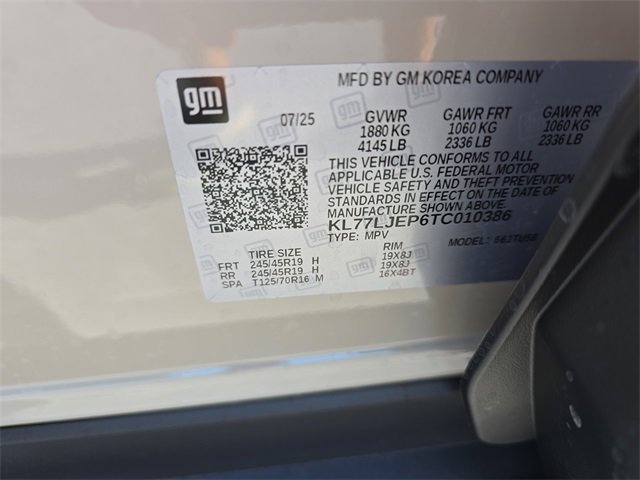 gm
MFD BY GM KOREA COMPANY
07/25 GVWR GAWR FRT GAWR RR
1880 KG 1060 KG 1060 KG
4145 LB 2336 LB 2336 LB
THIS VEHICLE CONFORMS TO ALL
APPLICABLE U.S. FEDERAL MOTOR
VEHICLE SAFETY AND THEFT PREVENTION
STANDARDS IN EFFECT ON THE DATE OF
MANUFACTURE SHOWN ABOVE
KL77LJEP6TC010386
TYPE: MPV MODEL:
TIRE SIZE RIM
FRT 245/45R19 H 19X8J
RR 245/45R19 H 19X8J
SPA T125/70R16 M 16X4BT